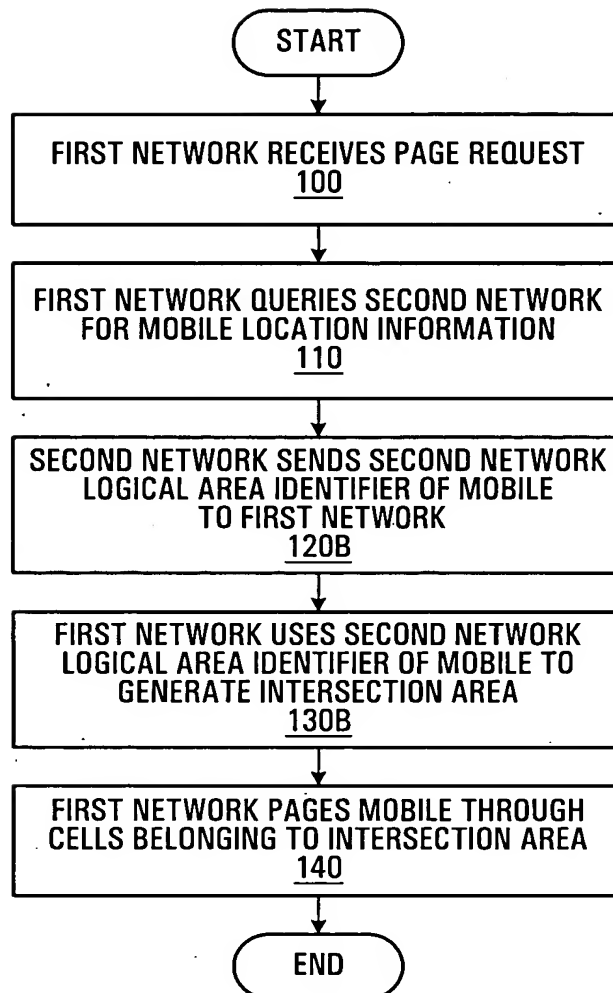 START
FIRST NETWORK RECEIVES PAGE REQUEST
100
FIRST NETWORK QUERIES SECOND NETWORK
FOR MOBILE LOCATION INFORMATION
110
SECOND NETWORK SENDS SECOND NETWORK
LOGICAL AREA IDENTIFIER OF MOBILE
TO FIRST NETWORK
120B
FIRST NETWORK USES SECOND NETWORK
LOGICAL AREA IDENTIFIER OF MOBILE TO
GENERATE INTERSECTION AREA
130B
FIRST NETWORK PAGES MOBILE THROUGH
CELLS BELONGING TO INTERSECTION AREA
140
END